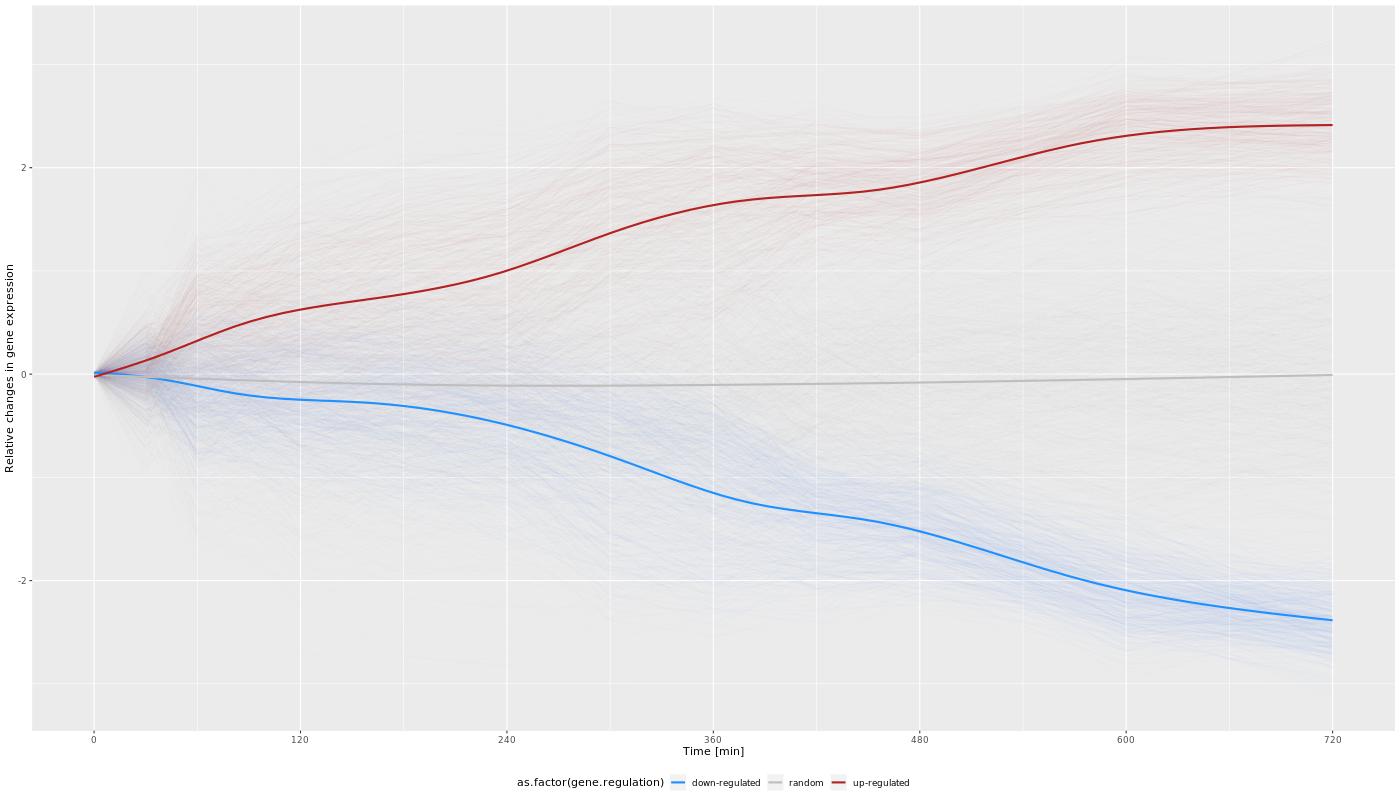 Relative changes in gene expression
2
0
-2
0 120 240 360 480 600 720
Time [min]
as.factor(gene.regulation) down-regulated random up-regulated